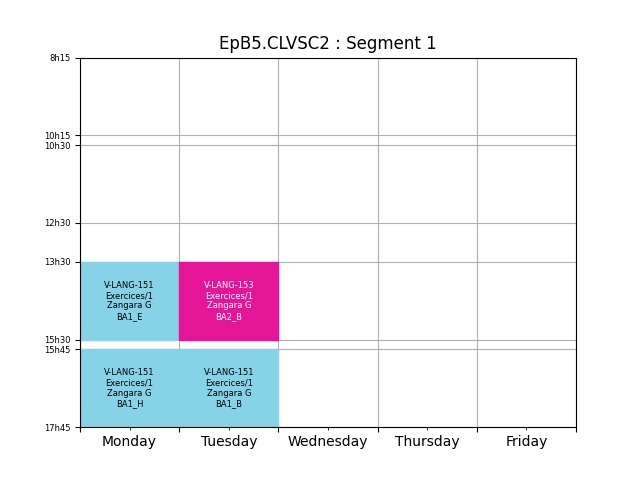 EpB5.CLVSC2 : Segment 1
8h15
10h15
10h30
12h30
13h30
15h30
15h45
17h45
V-LANG-151
Exercices/1
Zangara G
BA1_E
V-LANG-153
Exercices/1
Zangara G
BA2_B
V-LANG-151
Exercices/1
Zangara G
BA1_H
V-LANG-151
Exercices/1
Zangara G
BA1_B
Monday
Tuesday
Wednesday
Thursday
Friday